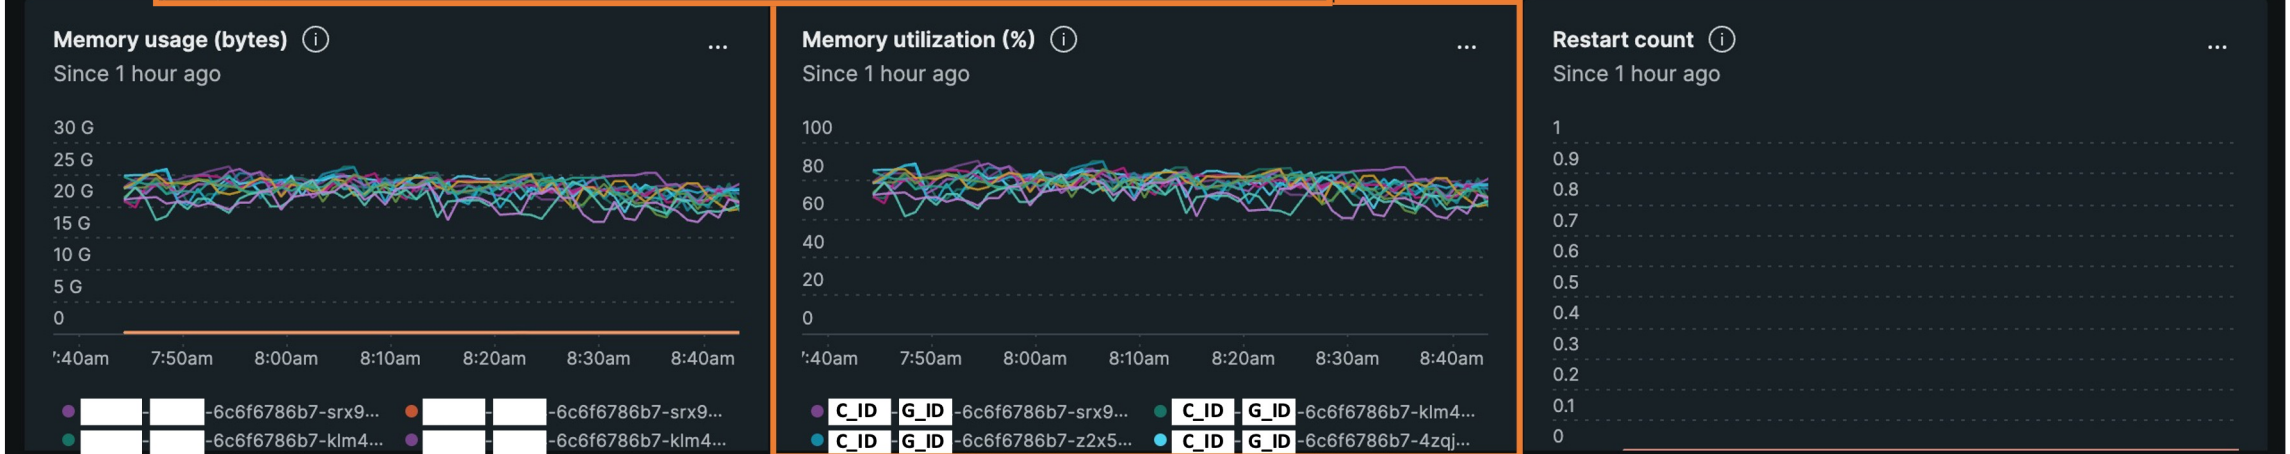 Memory usage (bytes) i ...
Since 1 hour ago
30 G
25 G
20 G
15 G
10 G
5 G
0
':40am 7:50am 8:00am 8:10am 8:20am 8:30am 8:40am
- -6c6f6786b7-srx9... - -6c6f6786b7-srx9...
- -6c6f6786b7-klm4... - -6c6f6786b7-klm4...
Memory utilization (%) i ...
Since 1 hour ago
100
80
60
40
20
0
':40am 7:50am 8:00am 8:10am 8:20am 8:30am 8:40am
C_ID - G_ID -6c6f6786b7-srx9... C_ID - G_ID -6c6f6786b7-klm4...
C_ID - G_ID -6c6f6786b7-z2x5... C_ID - G_ID -6c6f6786b7-4zqj...
Restart count i ...
Since 1 hour ago
1
0.9
0.8
0.7
0.6
0.5
0.4
0.3
0.2
0.1
0